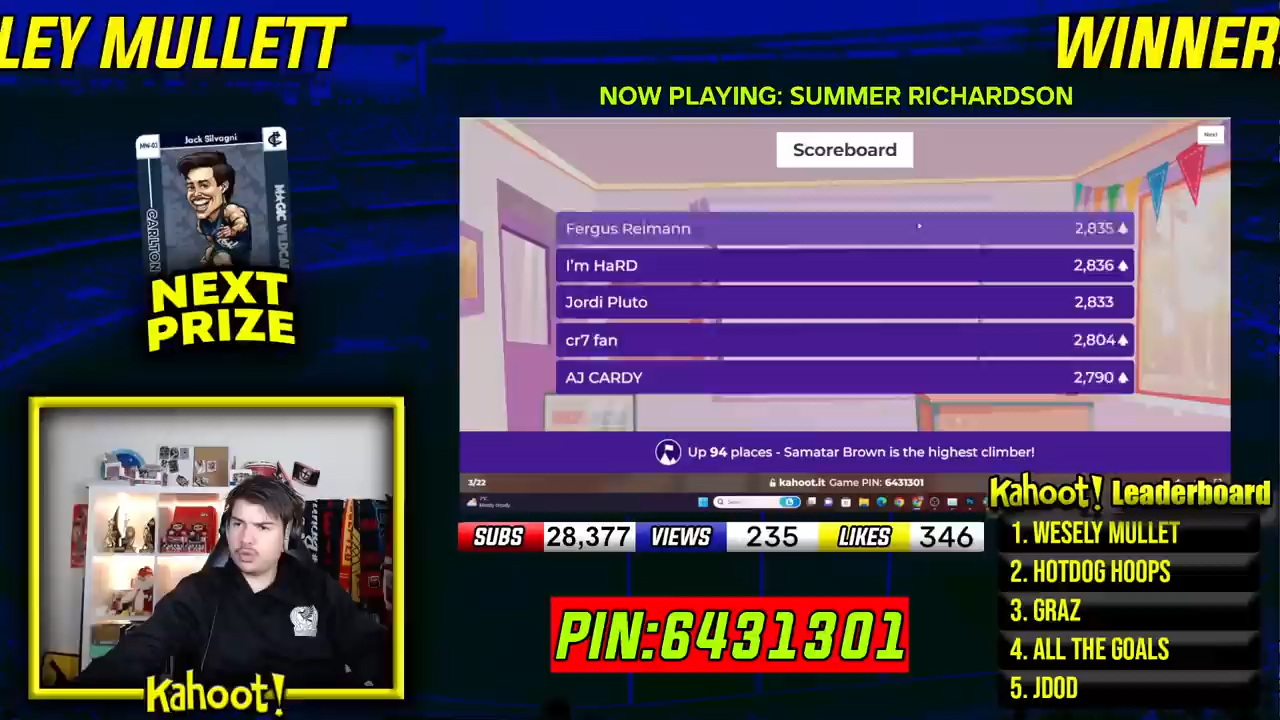 LEY MULLETT
WINNER
NOW PLAYING: SUMMER RICHARDSON
Jack Silvagni
CARLTON
NEXT
PRIZE
Next
Scoreboard
Fergus Reimann 2,835
I'm HaRD 2,836
Jordi Pluto 2,833
cr7 fan 2,804
AJ CARDY 2,790
Up 94 places - Samatar Brown is the highest climber!
3/22
kahoot.it Game PIN: 6431301
Search
SUBS 28,377 VIEWS 235 LIKES 346
PIN:6431301
Kahoot! Leaderboard
1. WESELY MULLET
2. HOTDOG HOOPS
3. GRAZ
4. ALL THE GOALS
5. JDOD
Kahoot!